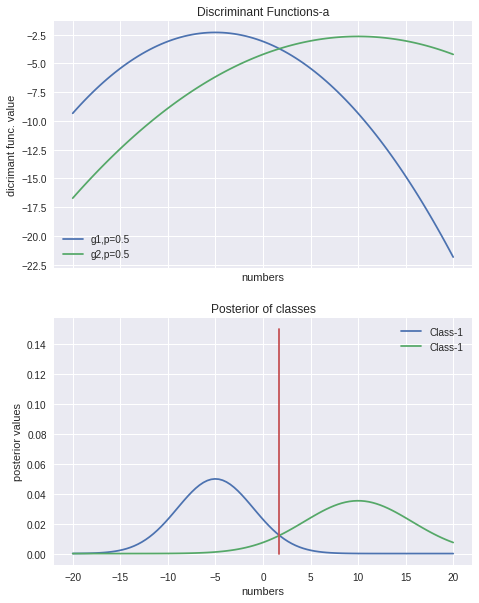 Discriminant Functions-a
dicrimant func. value
−2.5
−5.0
−7.5
−10.0
−12.5
−15.0
−17.5
−20.0
−22.5
g1,p=0.5
g2,p=0.5
numbers
Posterior of classes
posterior values
0.14
0.12
0.10
0.08
0.06
0.04
0.02
0.00
Class-1
Class-1
−20 −15 −10 −5 0 5 10 15 20
numbers